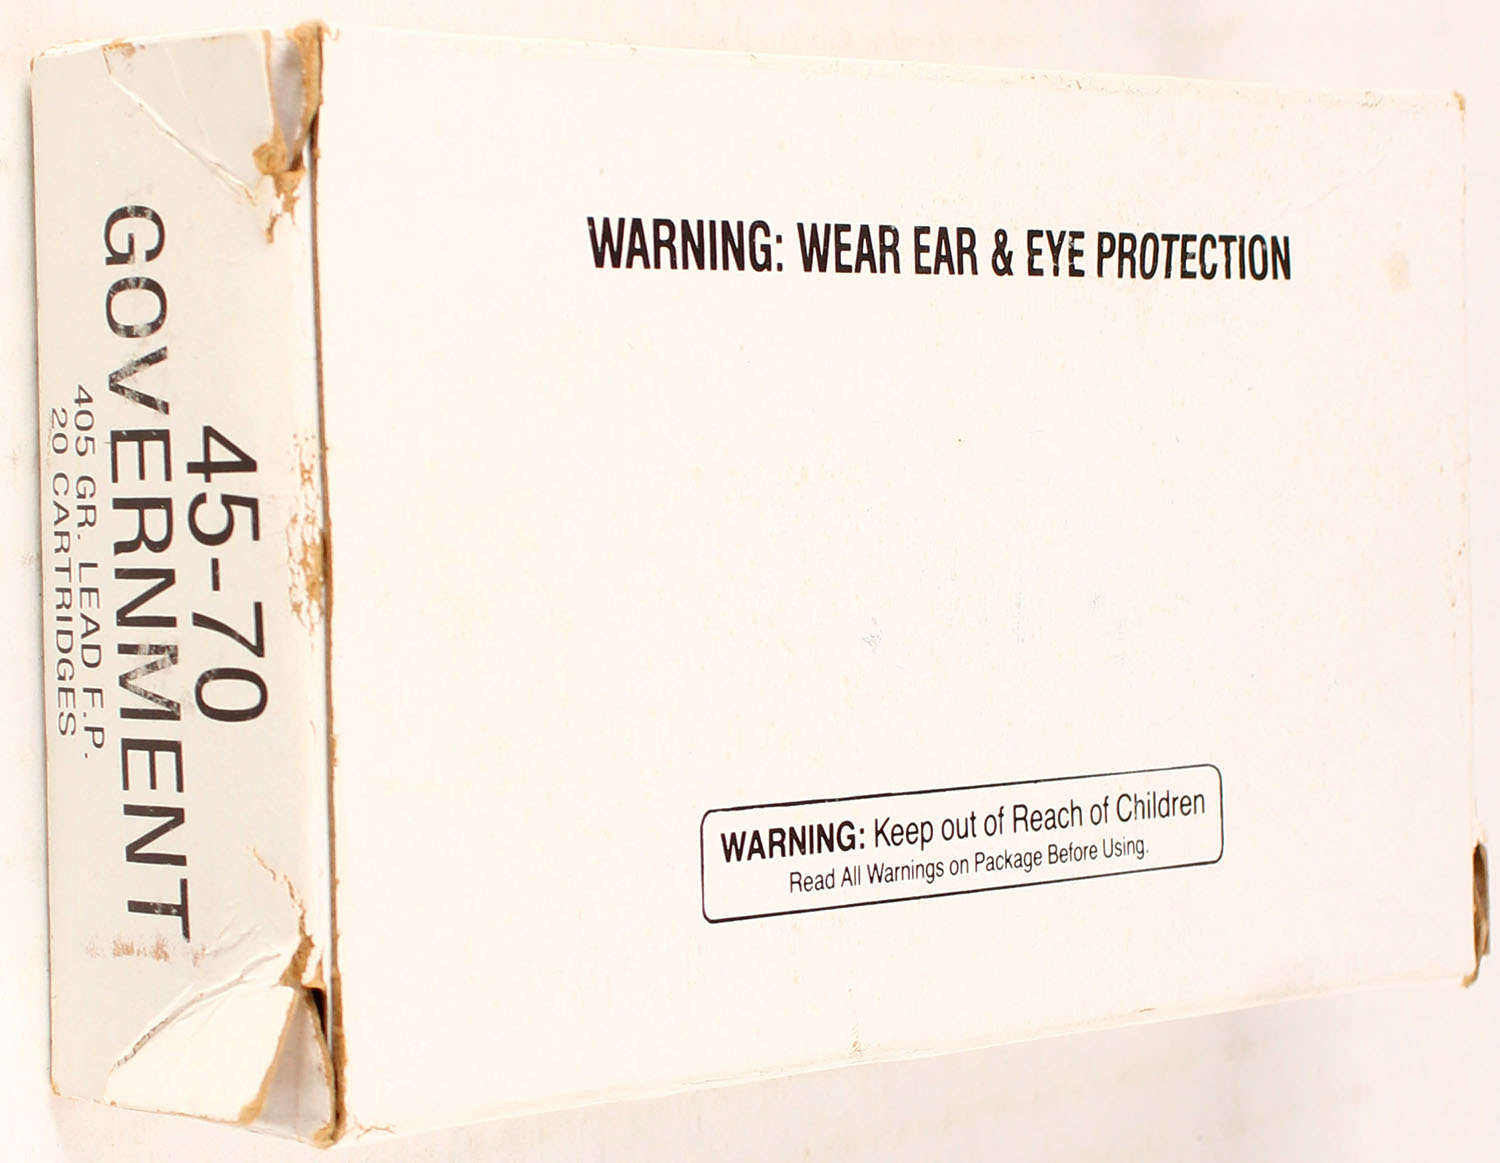 45-70
GOVERNMENT
405 GR. LEAD F.P.
20 CARTRIDGES
WARNING: WEAR EAR & EYE PROTECTION
WARNING: Keep out of Reach of Children
Read All Warnings on Package Before Using.